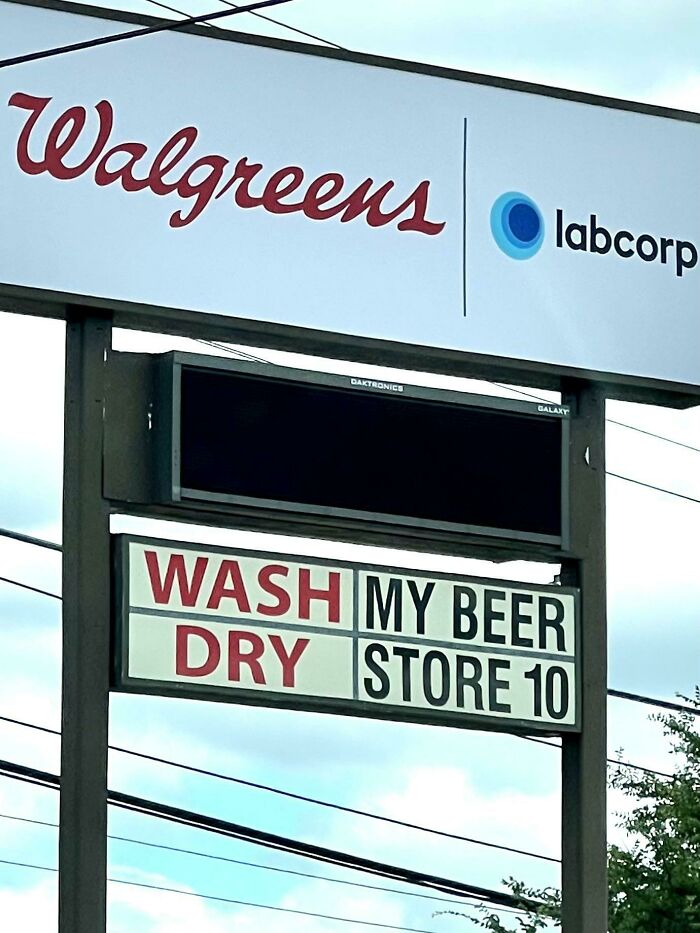 Walgreens
labcorp
DAKTRONICS
GALAXY
WASH
DRY
MY BEER
STORE 10